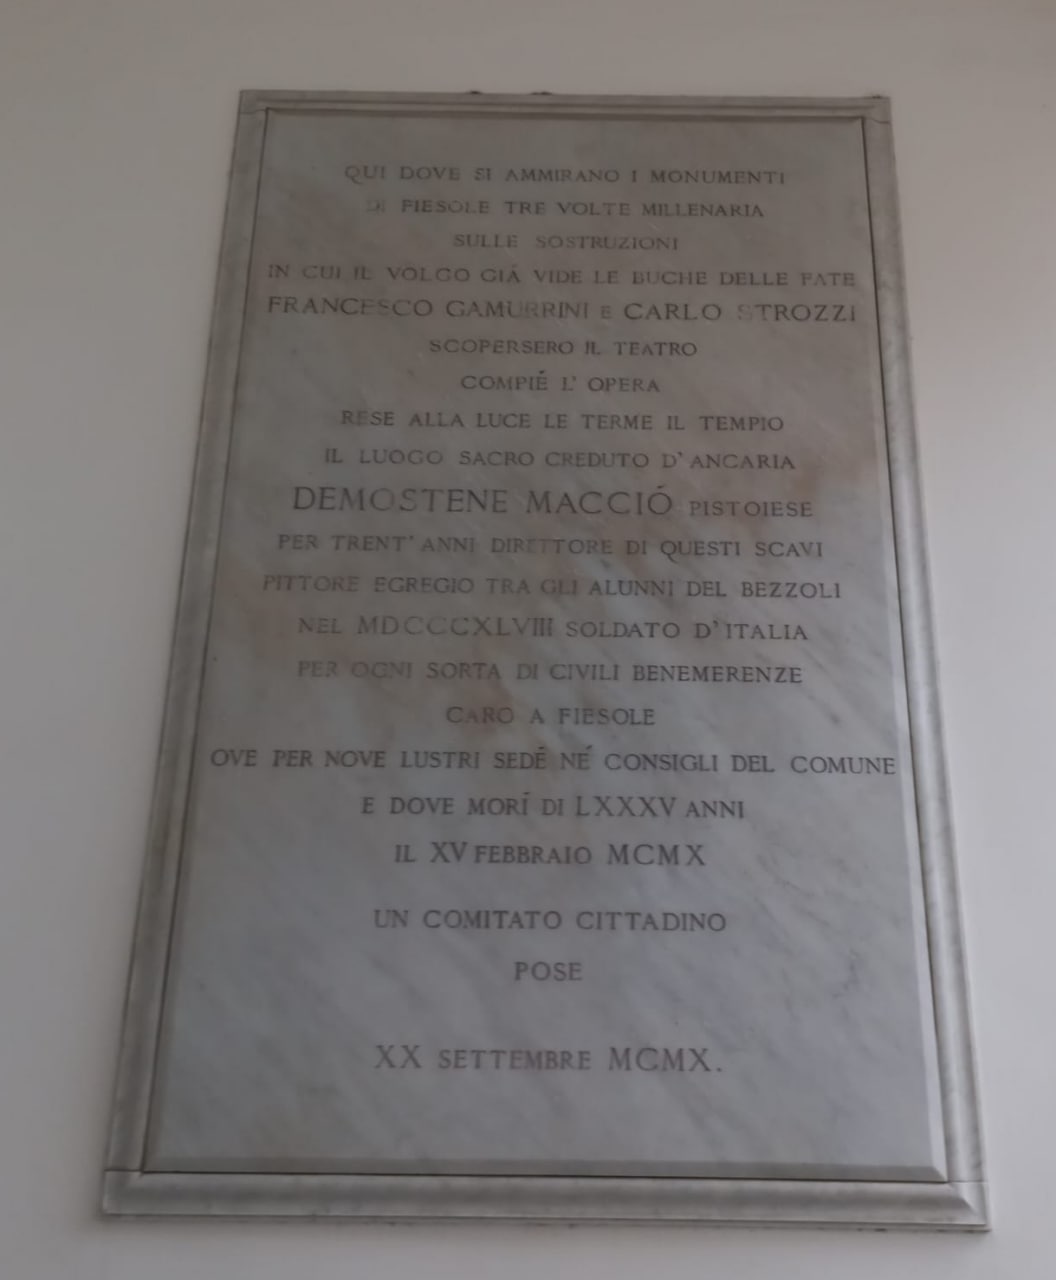 QUI DOVE SI AMMIRANO I MONUMENTI
DI FIESOLE TRE VOLTE MILLENARIA
SULLE SOSTRUZIONI
IN CUI IL VOLGO GIÁ VIDE LE BUCHE DELLE FATE
FRANCESCO GAMURRINI E CARLO STROZZI
SCOPERSERO IL TEATRO
COMPIÉ L' OPERA
RESE ALLA LUCE LE TERME IL TEMPIO
IL LUOGO SACRO CREDUTO D' ANCARIA
DEMOSTENE MACCIÓ PISTOIESE
PER TRENT' ANNI DIRETTORE DI QUESTI SCAVI
PITTORE EGREGIO TRA GLI ALUNNI DEL BEZZOLI
NEL MDCCCXLVIII SOLDATO D' ITALIA
PER OGNI SORTA DI CIVILI BENEMERENZE
CARO A FIESOLE
OVE PER NOVE LUSTRI SEDÉ NÉ CONSIGLI DEL COMUNE
E DOVE MORÍ DI LXXXV ANNI
IL XV FEBBRAIO MCMX
UN COMITATO CITTADINO
POSE
XX SETTEMBRE MCMX.